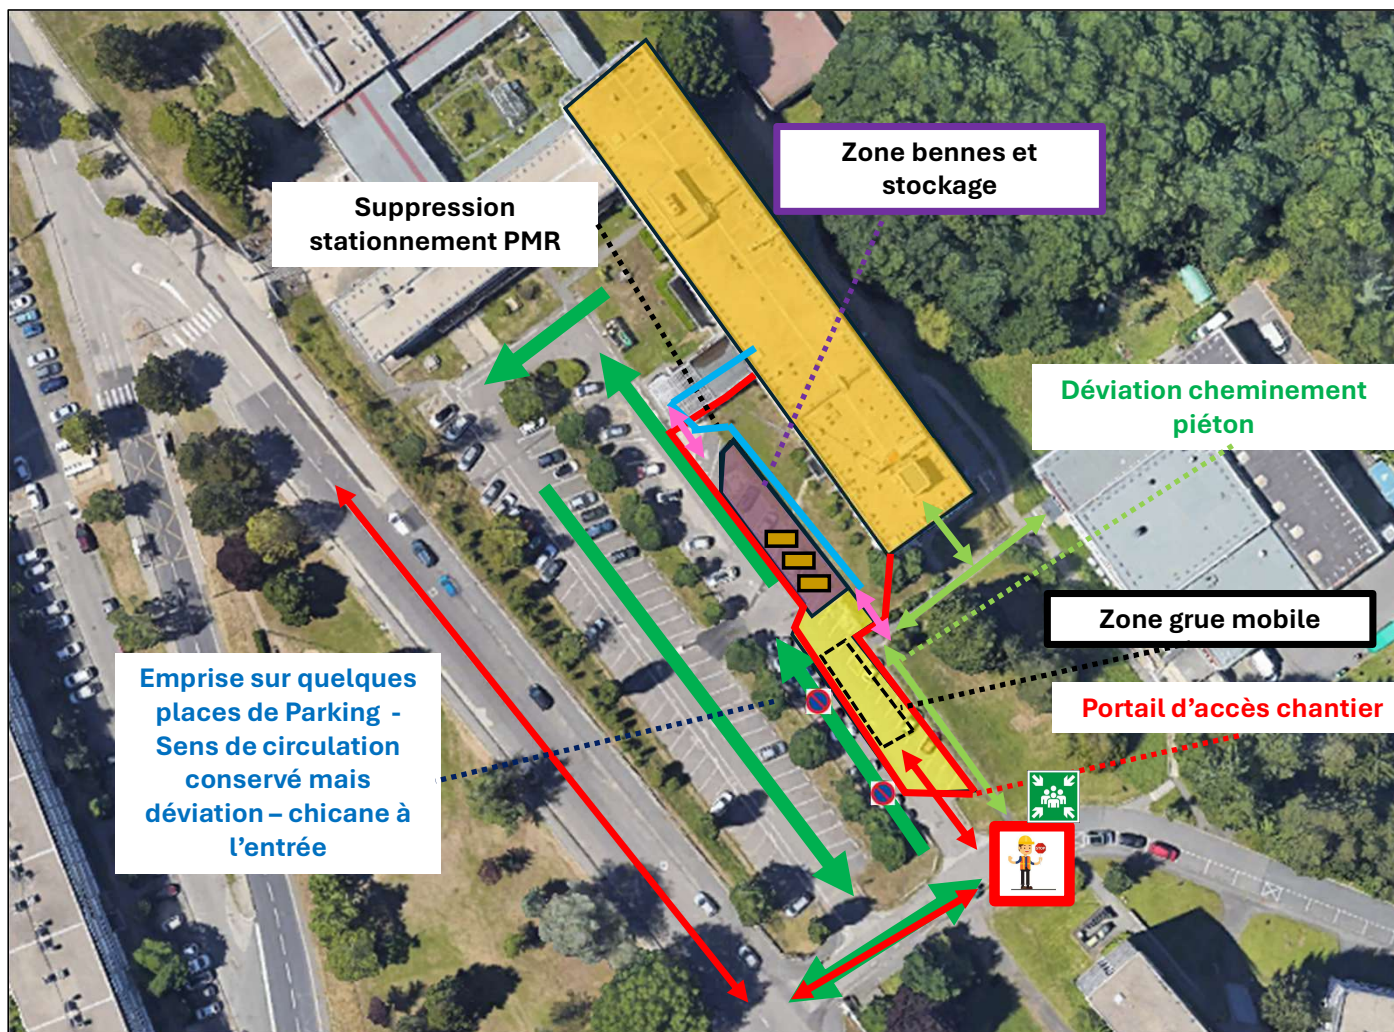 Zone bennes et
stockage
Suppression
stationnement PMR
Déviation cheminement
piéton
Zone grue mobile
Emprise sur quelques
places de Parking -
Sens de circulation
conservé mais
déviation – chicane à
l'entrée
Portail d'accès chantier
STOP